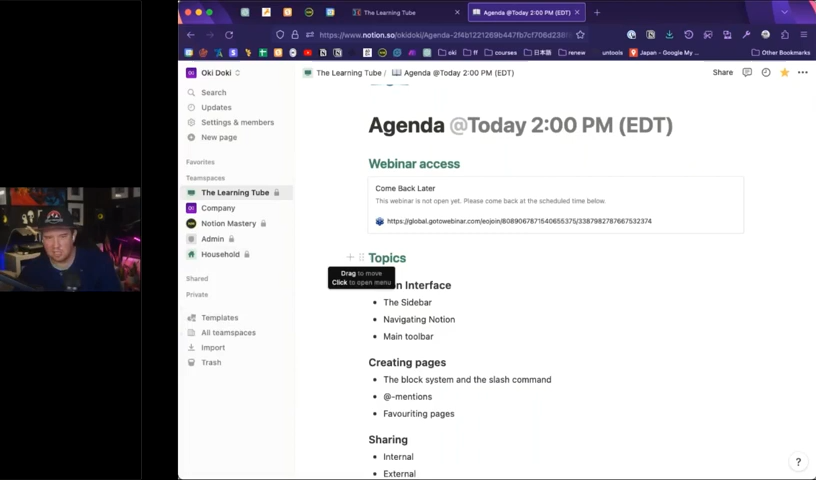 The Learning Tube
Agenda @Today 2:00 PM (EDT)
https://www.notion.so/okidoki/Agenda-2f4b1221269b447fb7cf706d238
oki
ff
courses
日本語
renew
untools
Japan - Google My ...
Other Bookmarks
Oki Doki
The Learning Tube / Agenda @Today 2:00 PM (EDT)
Share
Search
Updates
Settings & members
New page
Favorites
Teamspaces
The Learning Tube
Company
Notion Mastery
Admin
Household
Shared
Private
Templates
All teamspaces
Import
Trash
Agenda @Today 2:00 PM (EDT)
Webinar access
Come Back Later
This webinar is not open yet. Please come back at the scheduled time below.
https://global.gotowebinar.com/eojoin/8089067871540655375/3387982787667532374
Topics
Drag to move
Click to open menu
on Interface
The Sidebar
Navigating Notion
Main toolbar
Creating pages
The block system and the slash command
@-mentions
Favouriting pages
Sharing
Internal
External